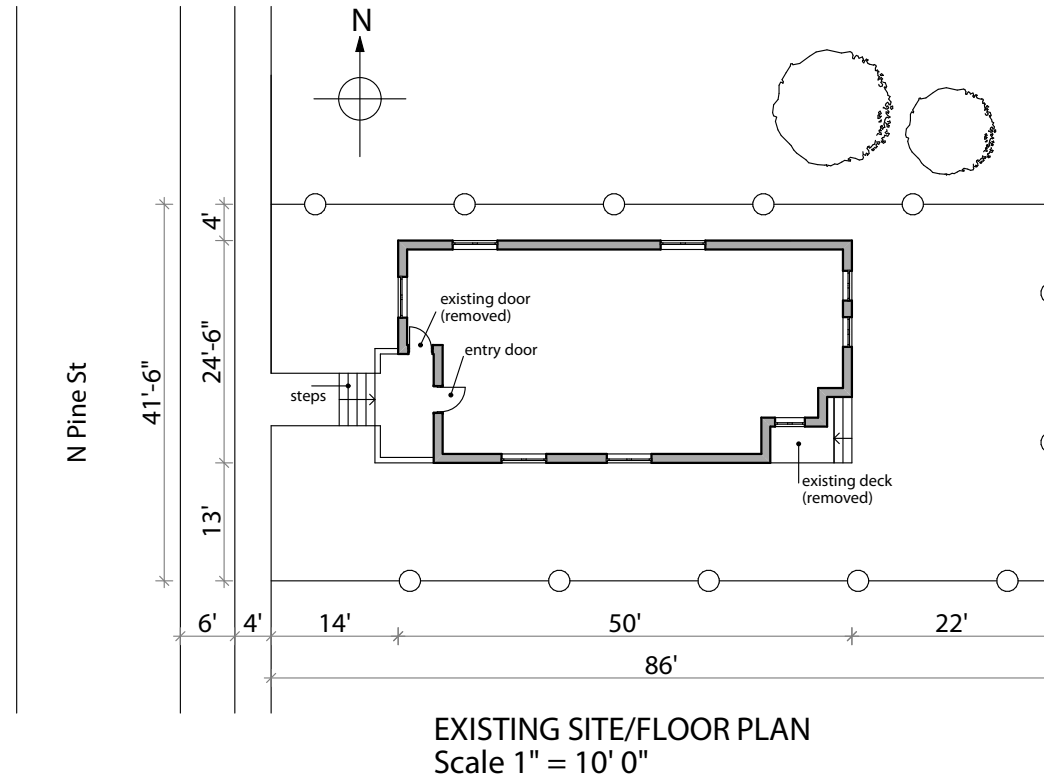 N
4'
existing door
(removed)
entry door
24'-6"
41'-6"
N Pine St
steps
existing deck
(removed)
13'
6'
4'
14'
50'
22'
86'
EXISTING SITE/FLOOR PLAN
Scale 1" = 10' 0"